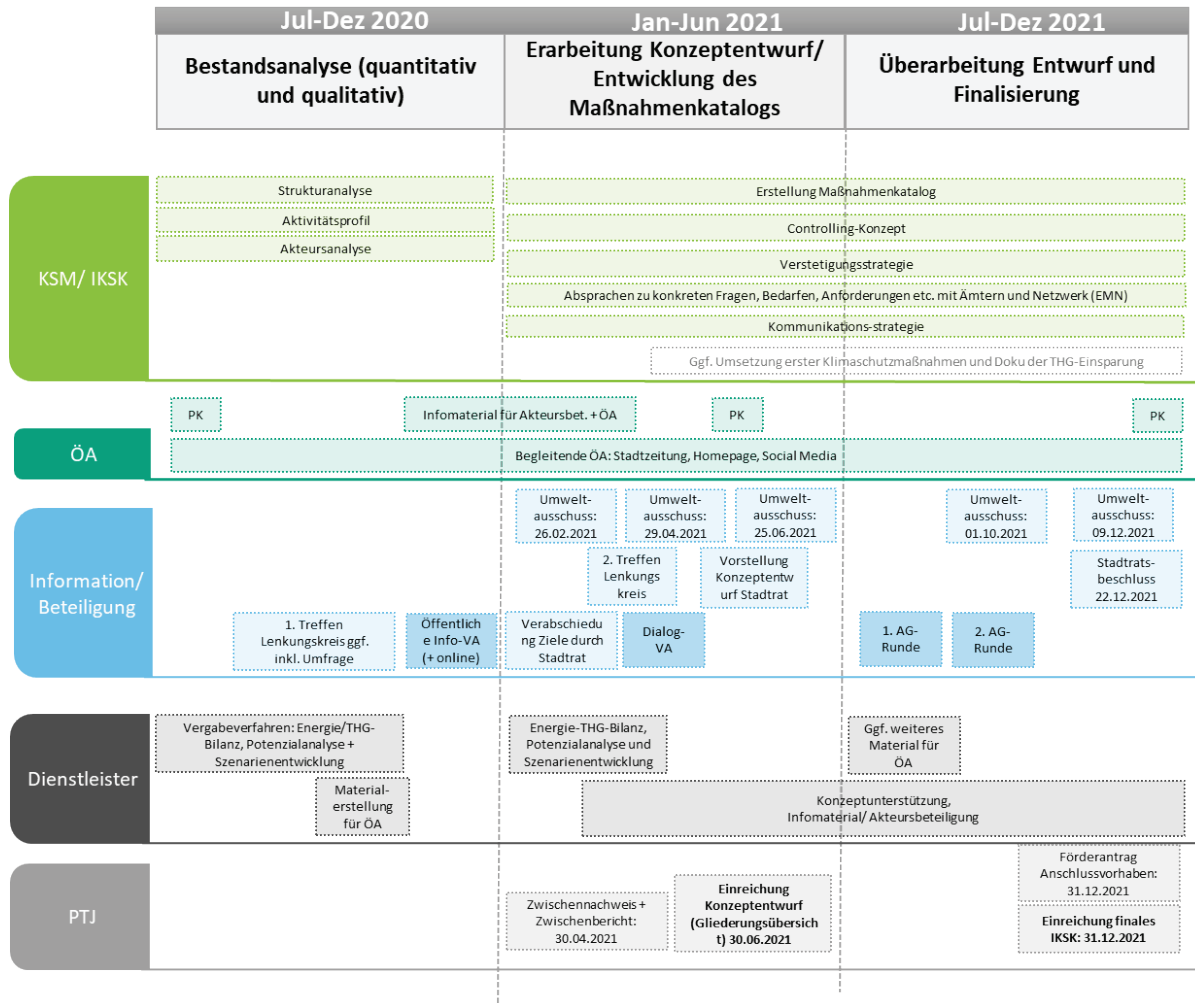 Jul-Dez 2020
Jan-Jun 2021
Jul-Dez 2021
Bestandsanalyse (quantitativ
und qualitativ)
Erarbeitung Konzeptentwurf/
Entwicklung des
Maßnahmenkatalogs
Überarbeitung Entwurf und
Finalisierung
KSM/ IKSK
Strukturanalyse
Aktivitätsprofil
Akteursanalyse
Erstellung Maßnahmenkatalog
Controlling-Konzept
Verstetigungsstrategie
Absprachen zu konkreten Fragen, Bedarfen, Anforderungen etc. mit Ämtern und Netzwerk (EMN)
Kommunikations-strategie
Ggf. Umsetzung erster Klimaschutzmaßnahmen und Doku der THG-Einsparung
ÖA
PK
Infomaterial für Akteursbet. + ÖA
PK
PK
Begleitende ÖA: Stadtzeitung, Homepage, Social Media
Information/
Beteiligung
Umwelt-
ausschuss:
26.02.2021
Umwelt-
ausschuss:
29.04.2021
Umwelt-
ausschuss:
25.06.2021
Umwelt-
ausschuss:
01.10.2021
Umwelt-
ausschuss:
09.12.2021
2. Treffen
Lenkungs
kreis
Vorstellung
Konzeptentw
urf Stadtrat
Stadtrats-
beschluss
22.12.2021
1. Treffen
Lenkungskreis ggf.
inkl. Umfrage
Öffentlich
e Info-VA
(+ online)
Verabschiedu
ng Ziele durch
Stadtrat
Dialog-
VA
1. AG-
Runde
2. AG-
Runde
Dienstleister
Vergabeverfahren: Energie/THG-
Bilanz, Potenzialanalyse +
Szenarienentwicklung
Material-
erstellung
für ÖA
Energie-THG-Bilanz,
Potenzialanalyse und
Szenarienentwicklung
Ggf. weiteres
Material für
ÖA
Konzeptunterstützung,
Infomaterial/ Akteursbeteiligung
PTJ
Zwischennachweis +
Zwischenbericht:
30.04.2021
Einreichung
Konzeptentwurf
(Gliederungsübersich
t) 30.06.2021
Förderantrag
Anschlussvorhaben:
31.12.2021
Einreichung finales
IKSK: 31.12.2021